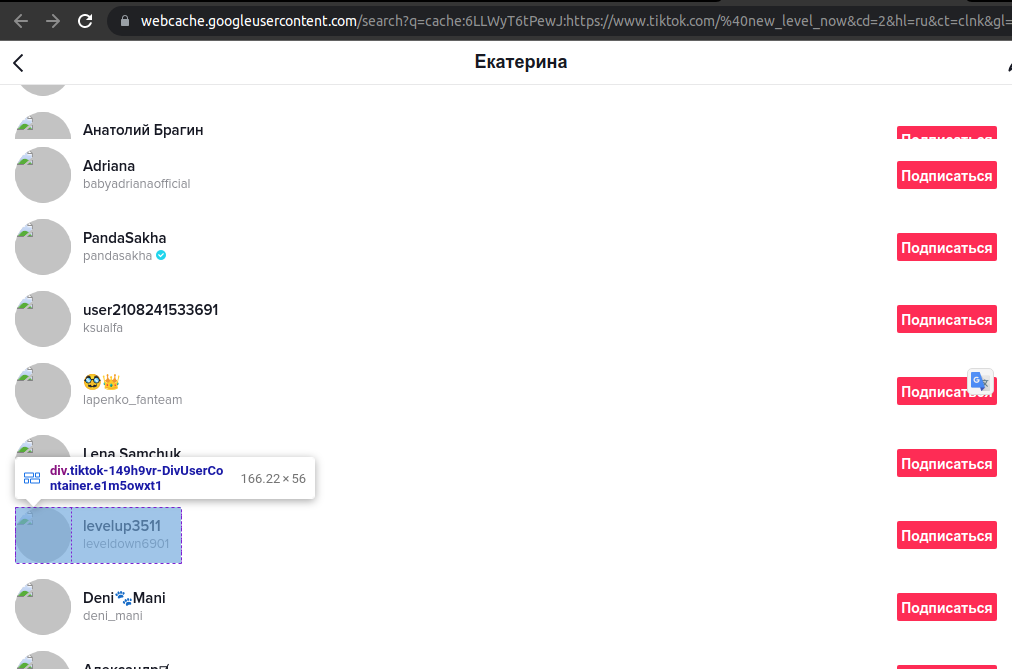 webcache.googleusercontent.com/search?q=cache:6LLWyT6tPewJ:https://www.tiktok.com/%40new_level_now&cd=2&hl=ru&ct=clnk&gl=
Екатерина
Анатолий Брагин
Подписаться
Adriana
babyadrianaofficial
Подписаться
PandaSakha
pandasakha
Подписаться
user2108241533691
ksualfa
Подписаться
🥸👑
lapenko_fanteam
Подписаться
Lena Samchuk
Подписаться
div.tiktok-149h9vr-DivUserCo
ntainer.e1m5owxt1
166.22 × 56
levelup3511
leveldown6901
Подписаться
Deni🐾Mani
deni_mani
Подписаться